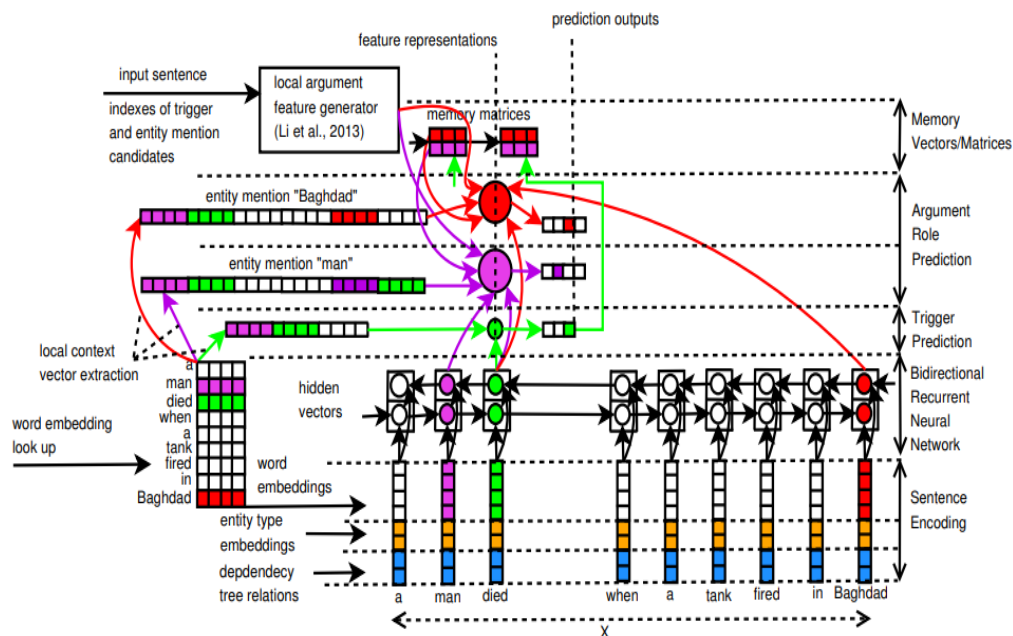 prediction outputs
feature representations
input sentence
indexes of trigger
and entity mention
candidates
local argument
feature generator
(Li et al., 2013)
memory matrices
Memory
Vectors/Matrices
entity mention "Baghdad"
Argument
Role
Prediction
entity mention "man"
Trigger
Prediction
local context
vector extraction
a
man
died
when
a
tank
fired
in
Baghdad
word embedding
look up
hidden
vectors
Bidirectional
Recurrent
Neural
Network
word
embeddings
entity type
embeddings
depdendecy
tree relations
Sentence
Encoding
a man died when a tank fired in Baghdad
X